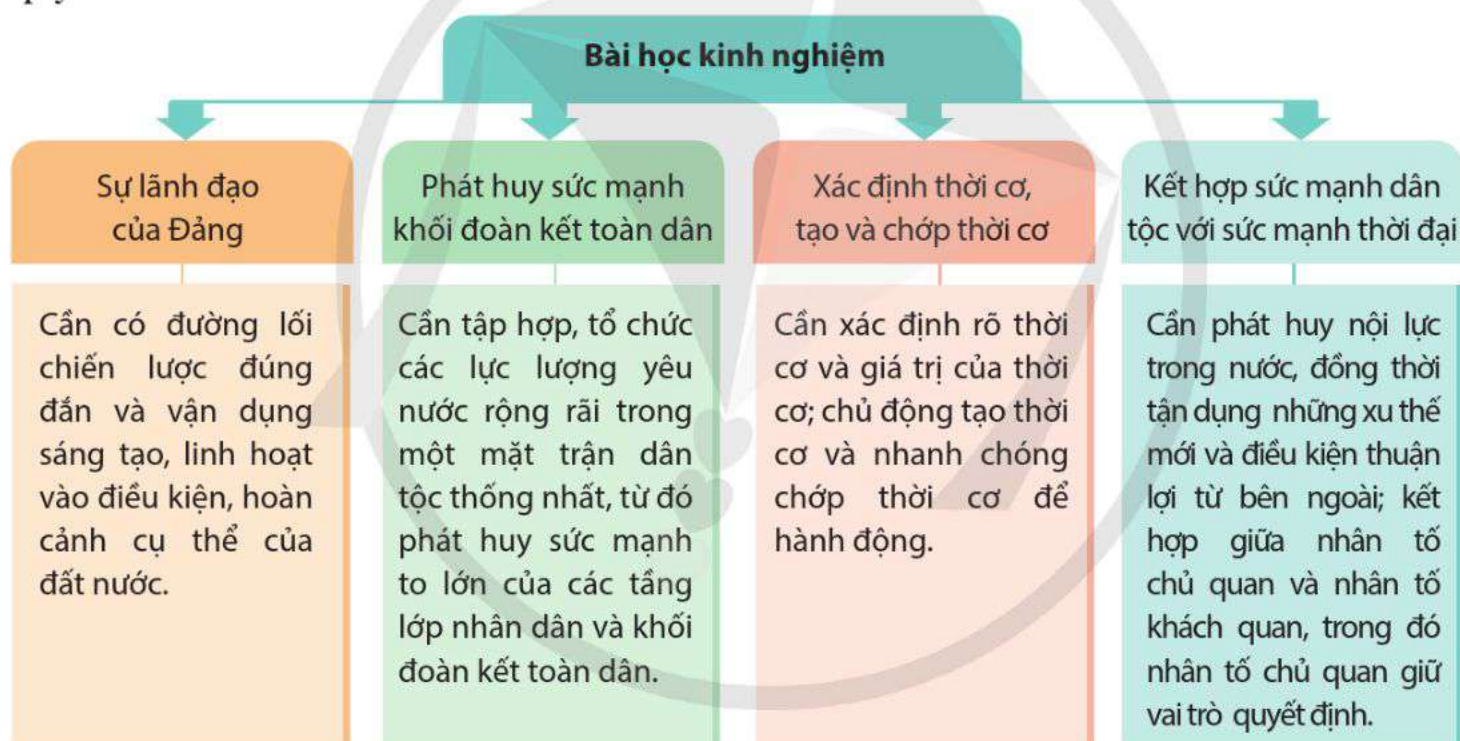 Bài học kinh nghiệm
Sự lãnh đạo
của Đảng
Cần có đường lối
chiến lược đúng
đắn và vận dụng
sáng tạo, linh hoạt
vào điều kiện, hoàn
cảnh cụ thể của
đất nước.
Phát huy sức mạnh
khối đoàn kết toàn dân
Cần tập hợp, tổ chức
các lực lượng yêu
nước rộng rãi trong
một mặt trận dân
tộc thống nhất, từ đó
phát huy sức mạnh
to lớn của các tầng
lớp nhân dân và khối
đoàn kết toàn dân.
Xác định thời cơ,
tạo và chớp thời cơ
Cần xác định rõ thời
cơ và giá trị của thời
cơ; chủ động tạo thời
cơ và nhanh chóng
chớp thời cơ để
hành động.
Kết hợp sức mạnh dân
tộc với sức mạnh thời đại
Cần phát huy nội lực
trong nước, đồng thời
tận dụng những xu thế
mới và điều kiện thuận
lợi từ bên ngoài; kết
hợp giữa nhân tố
chủ quan và nhân tố
khách quan, trong đó
nhân tố chủ quan giữ
vai trò quyết định.